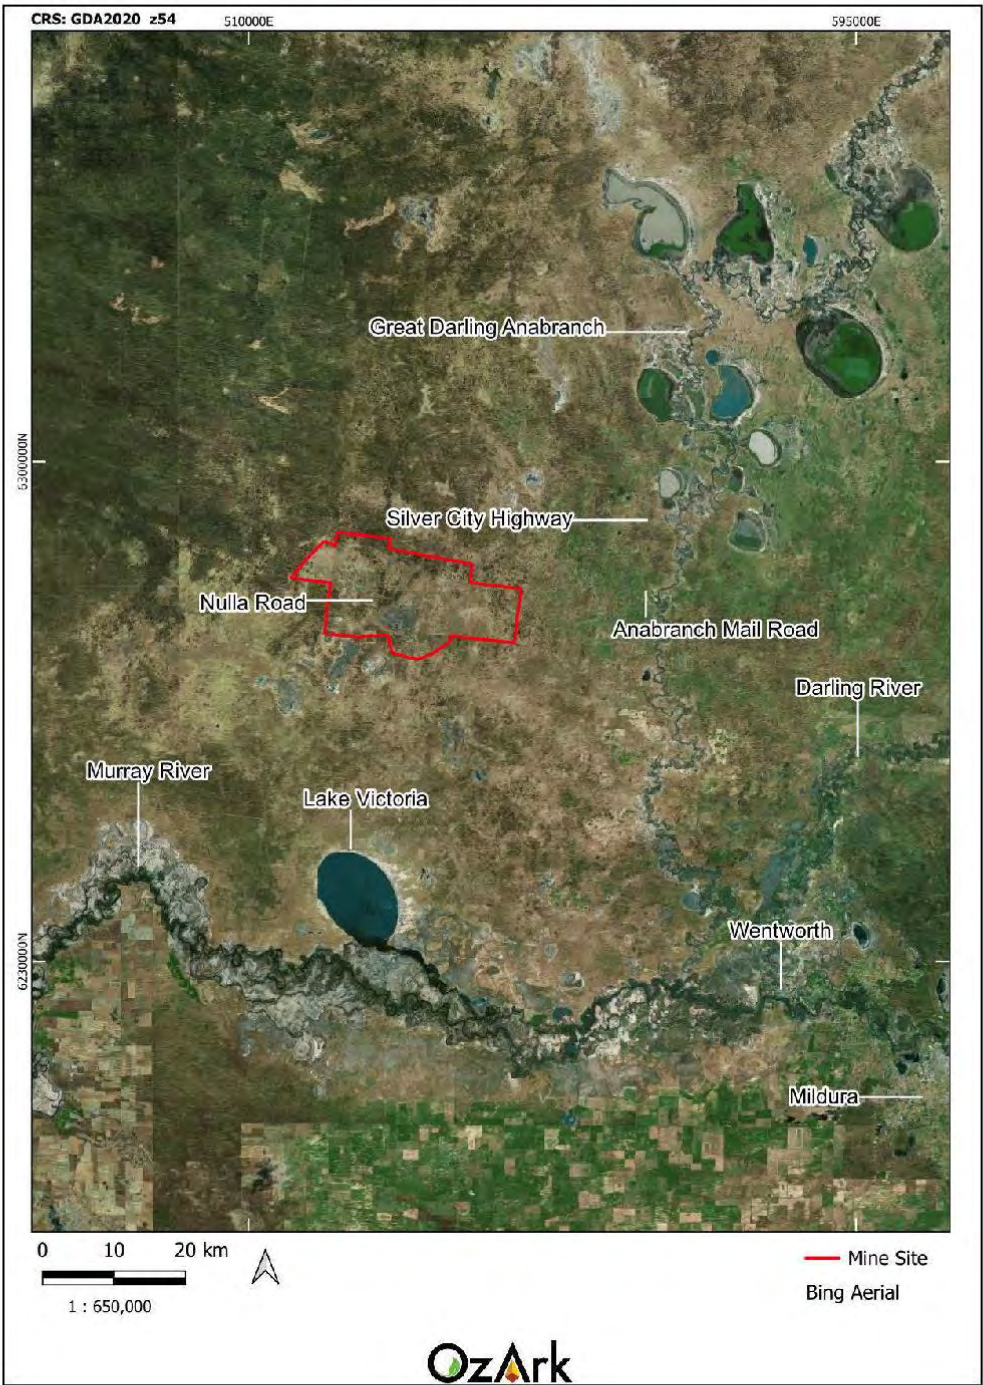 CRS: GDA2020 z54
510000E
595000E
Great Darling Anabranch
6300000N
Silver City Highway
Nulla Road
Anabranch Mail Road
Darling River
Murray River
Lake Victoria
Wentworth
6230000N
Mildura
0 10 20 km
1 : 650,000
Mine Site
Bing Aerial
OzArk